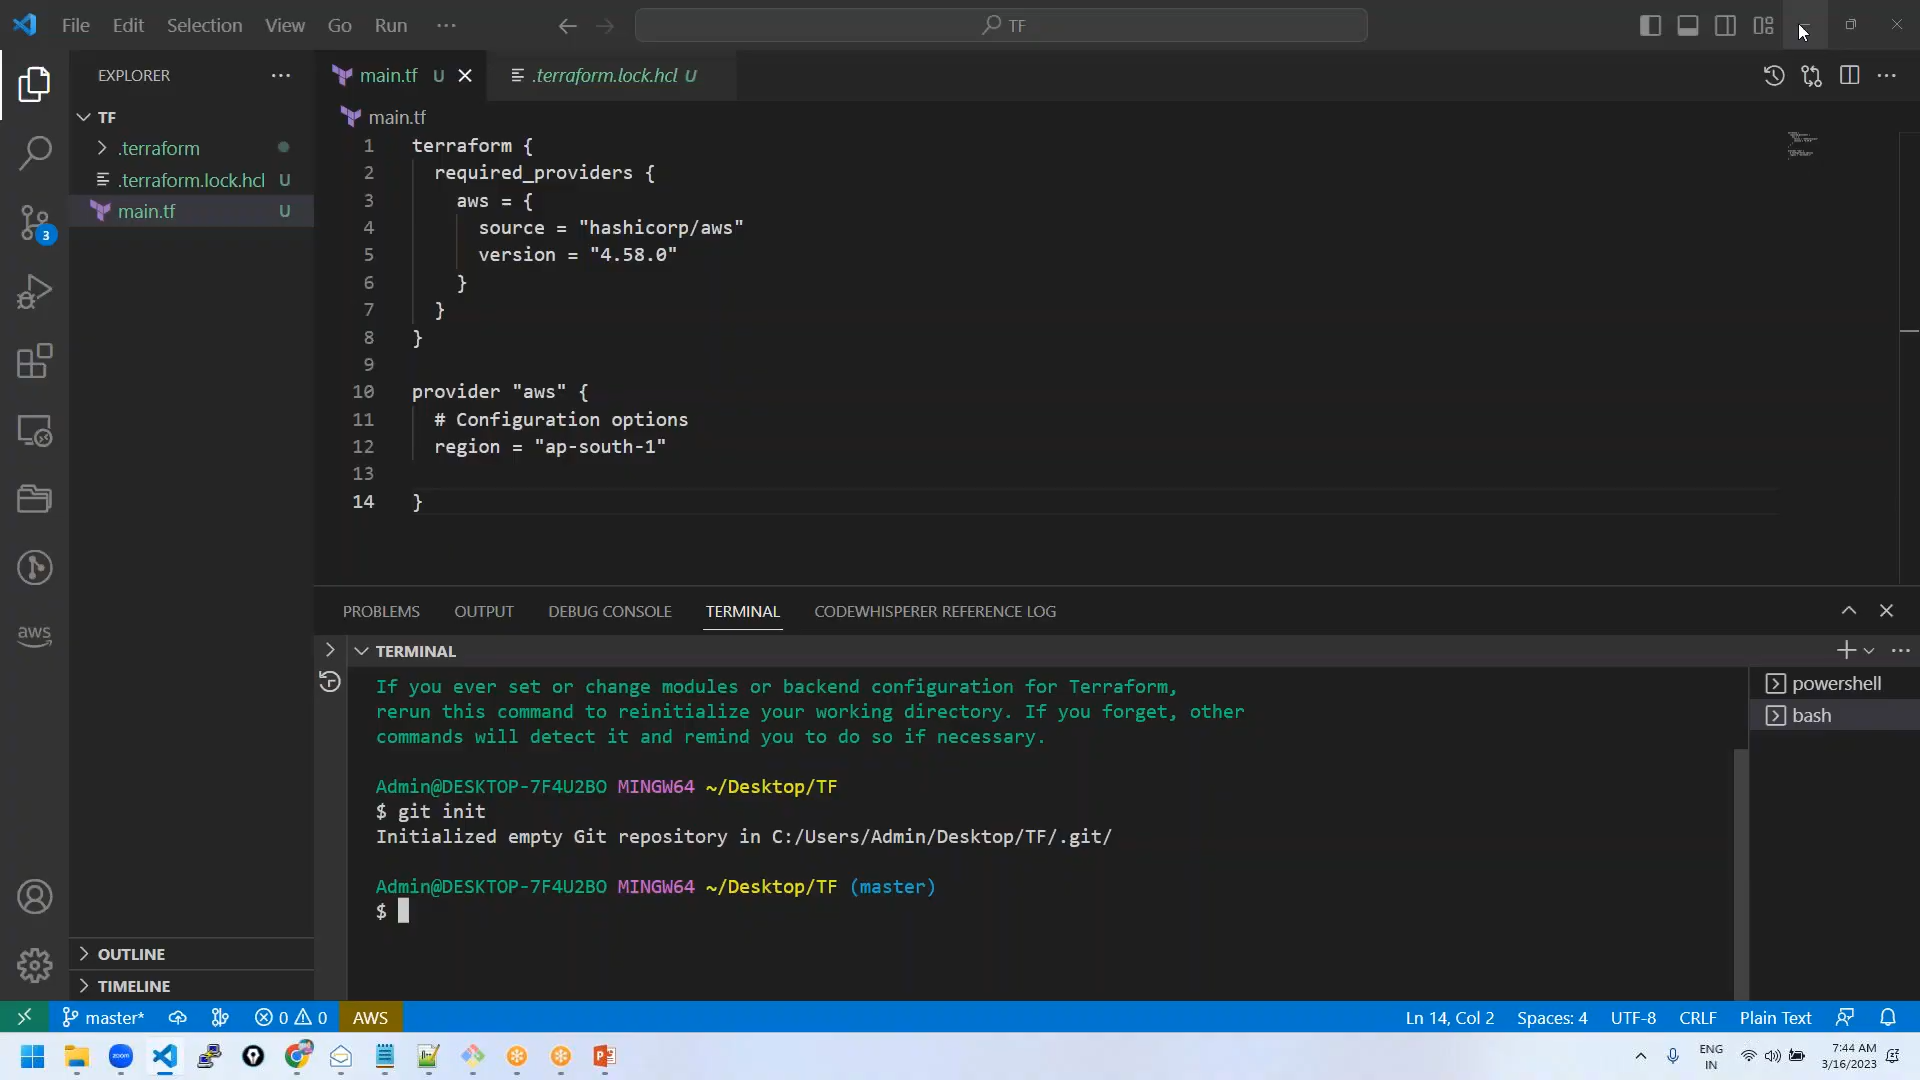 File Edit Selection View Go Run ···
TF
EXPLORER
TF
.terraform
.terraform.lock.hcl U
main.tf U
3
aws
OUTLINE
TIMELINE
main.tf U
.terraform.lock.hcl U
main.tf
1 terraform {
2 required_providers {
3 aws = {
4 source = "hashicorp/aws"
5 version = "4.58.0"
6 }
7 }
8 }
9
10 provider "aws" {
11 # Configuration options
12 region = "ap-south-1"
13
14 }
PROBLEMS OUTPUT DEBUG CONSOLE TERMINAL CODEWHISPERER REFERENCE LOG
TERMINAL
If you ever set or change modules or backend configuration for Terraform,
rerun this command to reinitialize your working directory. If you forget, other
commands will detect it and remind you to do so if necessary.
Admin@DESKTOP-7F4U2BO MINGW64 ~/Desktop/TF
$ git init
Initialized empty Git repository in C:/Users/Admin/Desktop/TF/.git/
Admin@DESKTOP-7F4U2BO MINGW64 ~/Desktop/TF (master)
$
powershell
bash
master* 0 0 AWS Ln 14, Col 2 Spaces: 4 UTF-8 CRLF Plain Text
zoom
ENG
IN
7:44 AM
3/16/2023